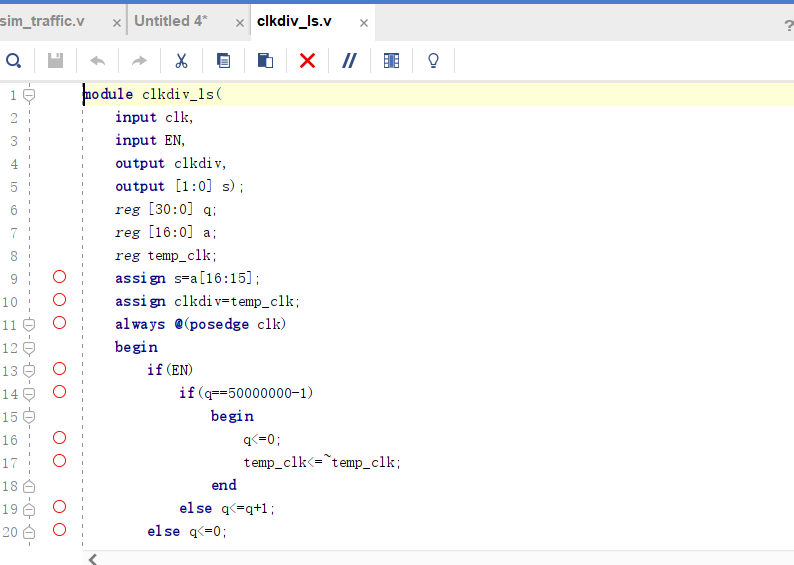 sim_traffic.v × Untitled 4* × clkdiv_ls.v × ?
1 module clkdiv_ls(
2 input clk,
3 input EN,
4 output clkdiv,
5 output [1:0] s);
6 reg [30:0] q;
7 reg [16:0] a;
8 reg temp_clk;
9 assign s=a[16:15];
10 assign clkdiv=temp_clk;
11 always @(posedge clk)
12 begin
13 if(EN)
14 if(q==50000000-1)
15 begin
16 q<=0;
17 temp_clk<=~temp_clk;
18 end
19 else q<=q+1;
20 else q<=0;